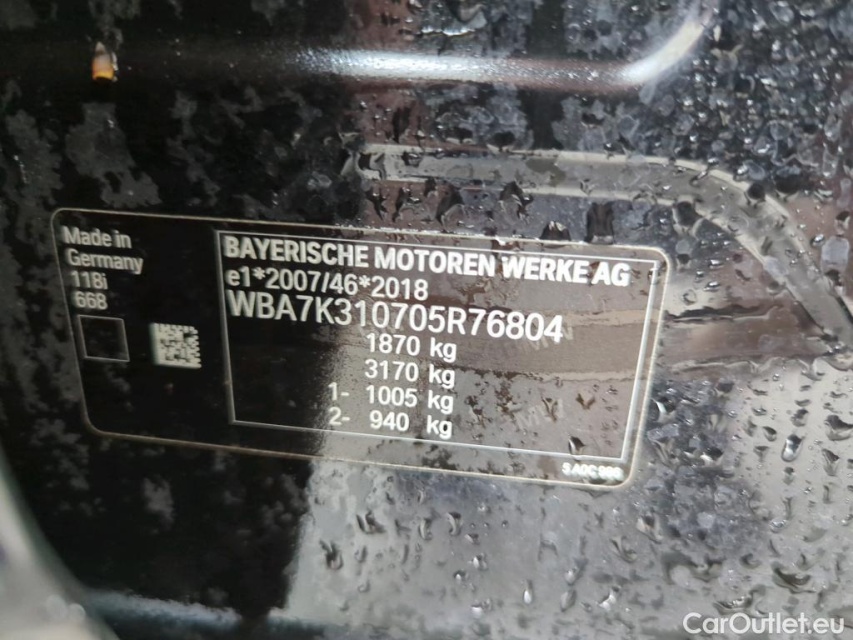 Made in
Germany
118i
668
BAYERISCHE MOTOREN WERKE AG
e1*2007/46*2018
WBA7K310705R76804
1870 kg
3170 kg
1- 1005 kg
2- 940 kg
CarOutlet.eu